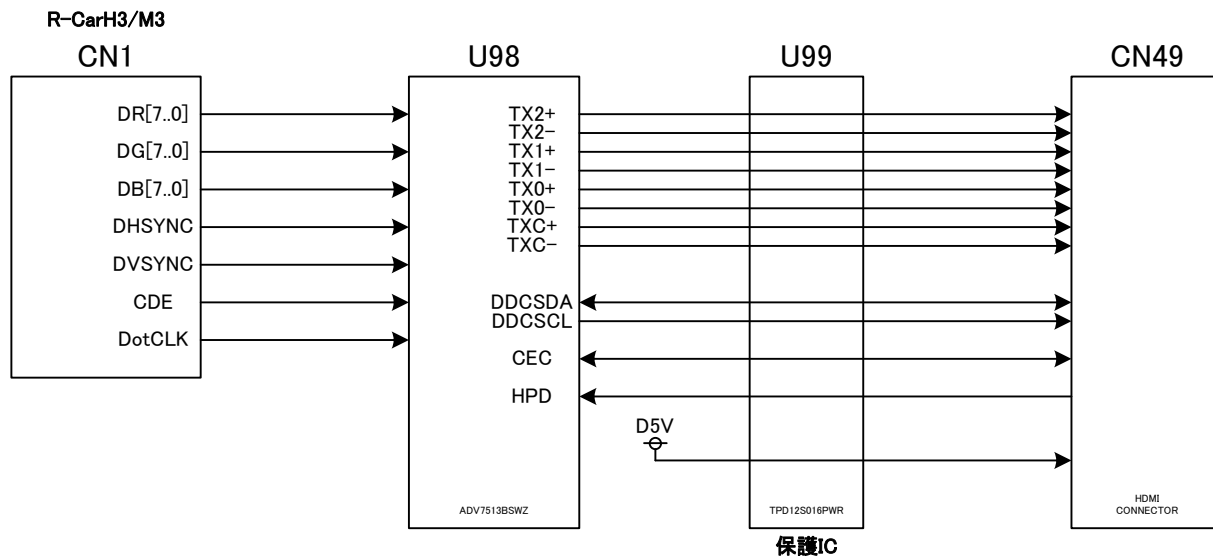 R-CarH3/M3
CN1
U98
U99
CN49
DR[7..0]
DG[7..0]
DB[7..0]
DHSYNC
DVSYNC
CDE
DotCLK
TX2+
TX2-
TX1+
TX1-
TX0+
TX0-
TXC+
TXC-
DDCSDA
DDCSCL
CEC
HPD
D5V
ADV7513BSWZ
TPD12S016PWR
HDMI
CONNECTOR
保護IC